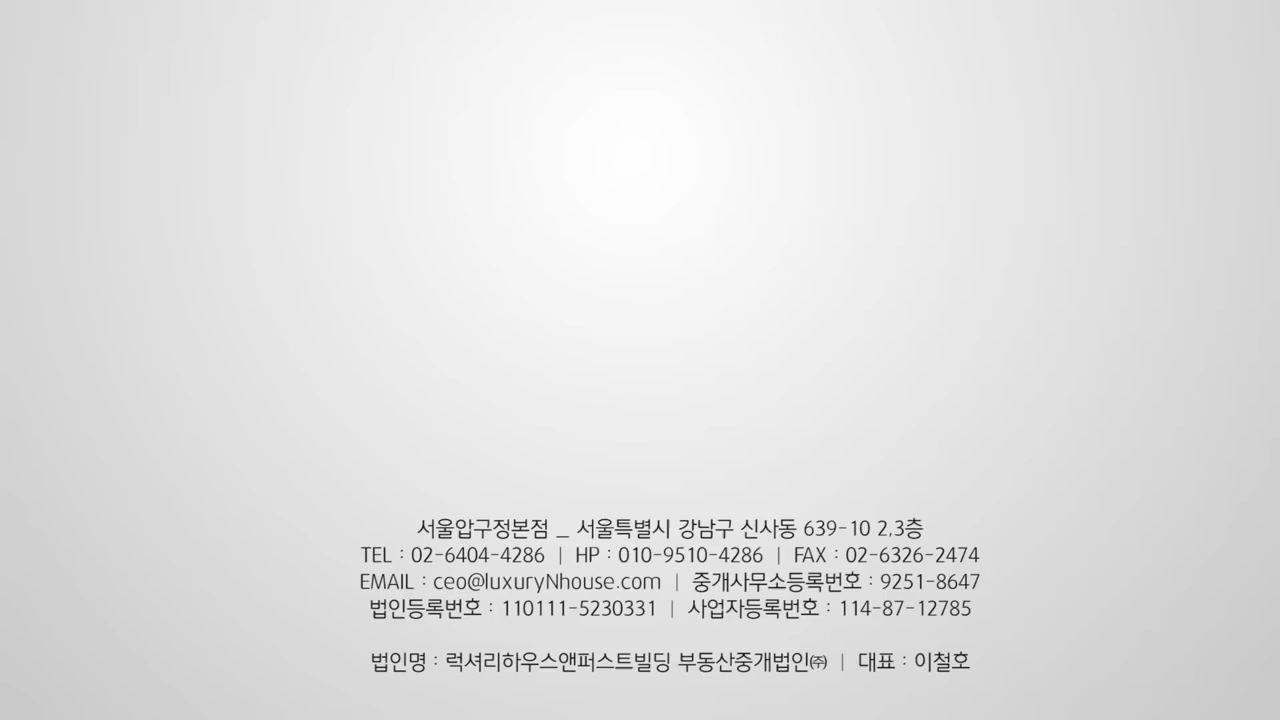 서울압구정본점 _ 서울특별시 강남구 신사동 639-10 2,3층
TEL : 02-6404-4286 | HP : 010-9510-4286 | FAX : 02-6326-2474
EMAIL : ceo@luxuryNhouse.com | 중개사무소등록번호 : 9251-8647
법인등록번호 : 110111-5230331 | 사업자등록번호 : 114-87-12785
법인명 : 럭셔리하우스앤퍼스트빌딩 부동산중개법인㈜ | 대표 : 이철호